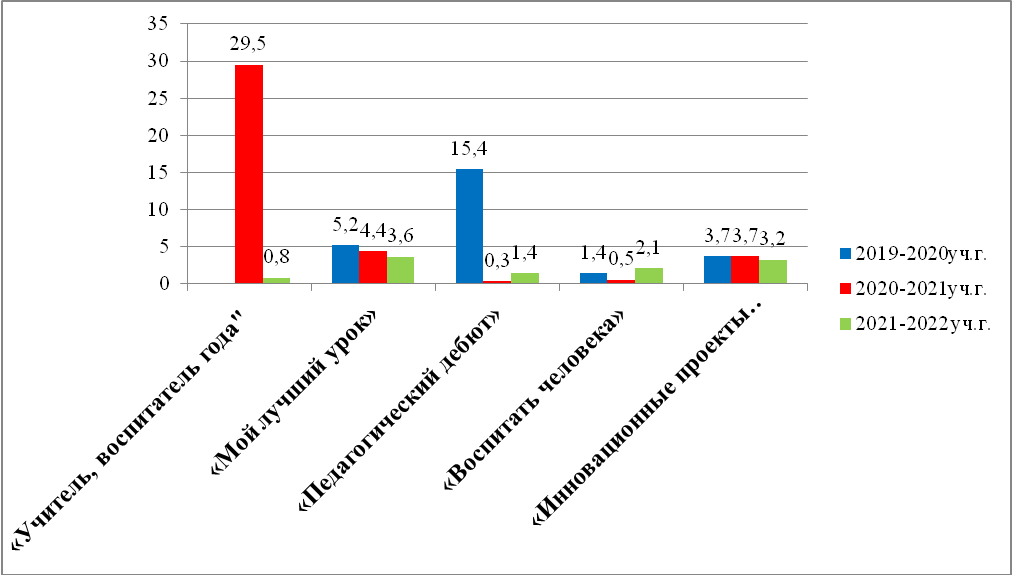 35
30
25
20
15
10
5
0
29,5
0,8
5,2
4,4
3,6
15,4
0,3
1,4
1,4
0,5
2,1
3,7
3,7
3,2
«Учитель, воспитатель года"
«Мой лучший урок»
«Педагогический дебют»
«Воспитать человека»
«Инновационные проекты..
2019-2020уч.г.
2020-2021уч.г.
2021-2022уч.г.